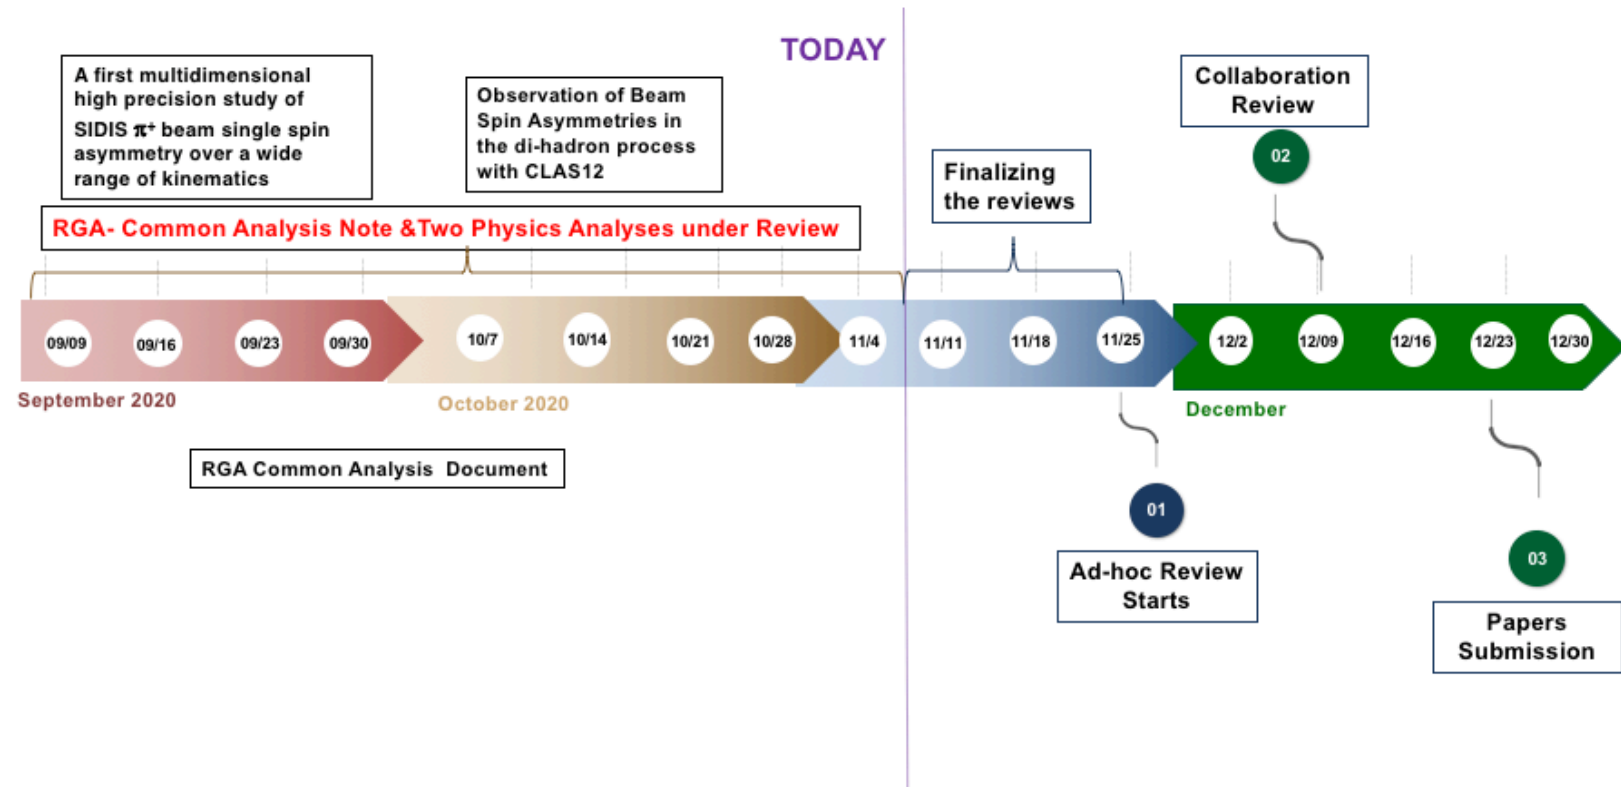 TODAY
A first multidimensional
high precision study of
SIDIS π⁺ beam single spin
asymmetry over a wide
range of kinematics
Observation of Beam
Spin Asymmetries in
the di-hadron process
with CLAS12
Collaboration
Review
02
Finalizing
the reviews
RGA- Common Analysis Note &Two Physics Analyses under Review
09/09 09/16 09/23 09/30 10/7 10/14 10/21 10/28 11/4 11/11 11/18 11/25 12/2 12/09 12/16 12/23 12/30
September 2020
October 2020
December
RGA Common Analysis Document
01
Ad-hoc Review
Starts
03
Papers
Submission